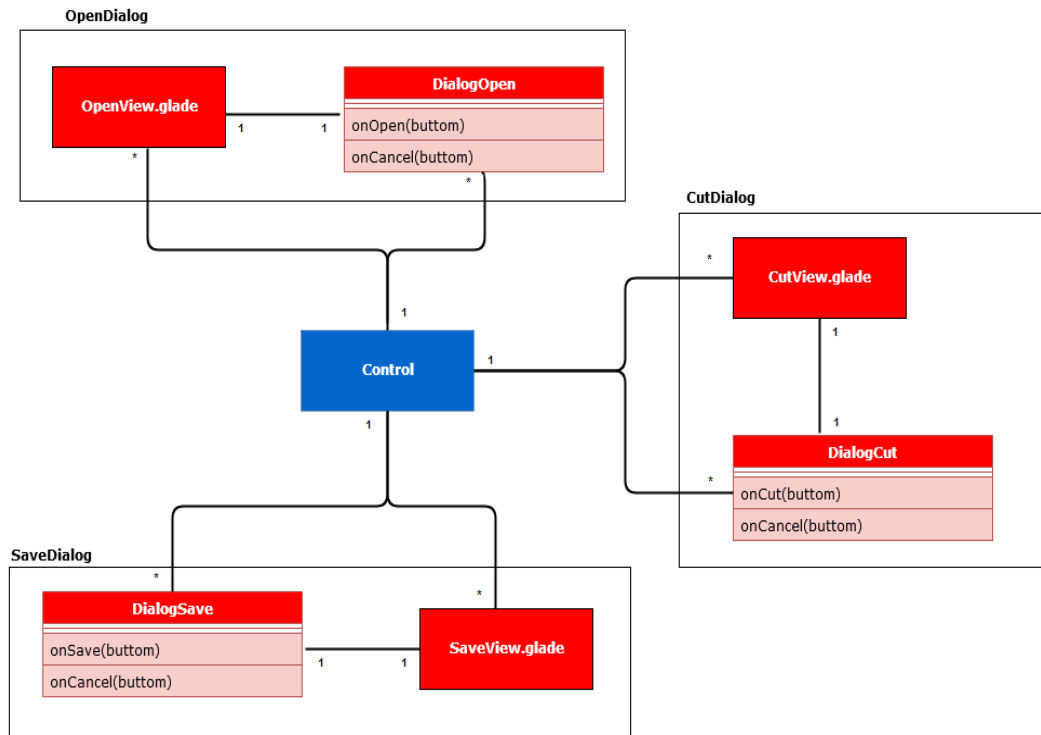 OpenDialog
OpenView.glade
DialogOpen
onOpen(buttom)
onCancel(buttom)
1
1
*
*
CutDialog
CutView.glade
*
1
1
Control
1
1
1
DialogCut
onCut(buttom)
onCancel(buttom)
*
SaveDialog
*
*
DialogSave
onSave(buttom)
onCancel(buttom)
SaveView.glade
1
1